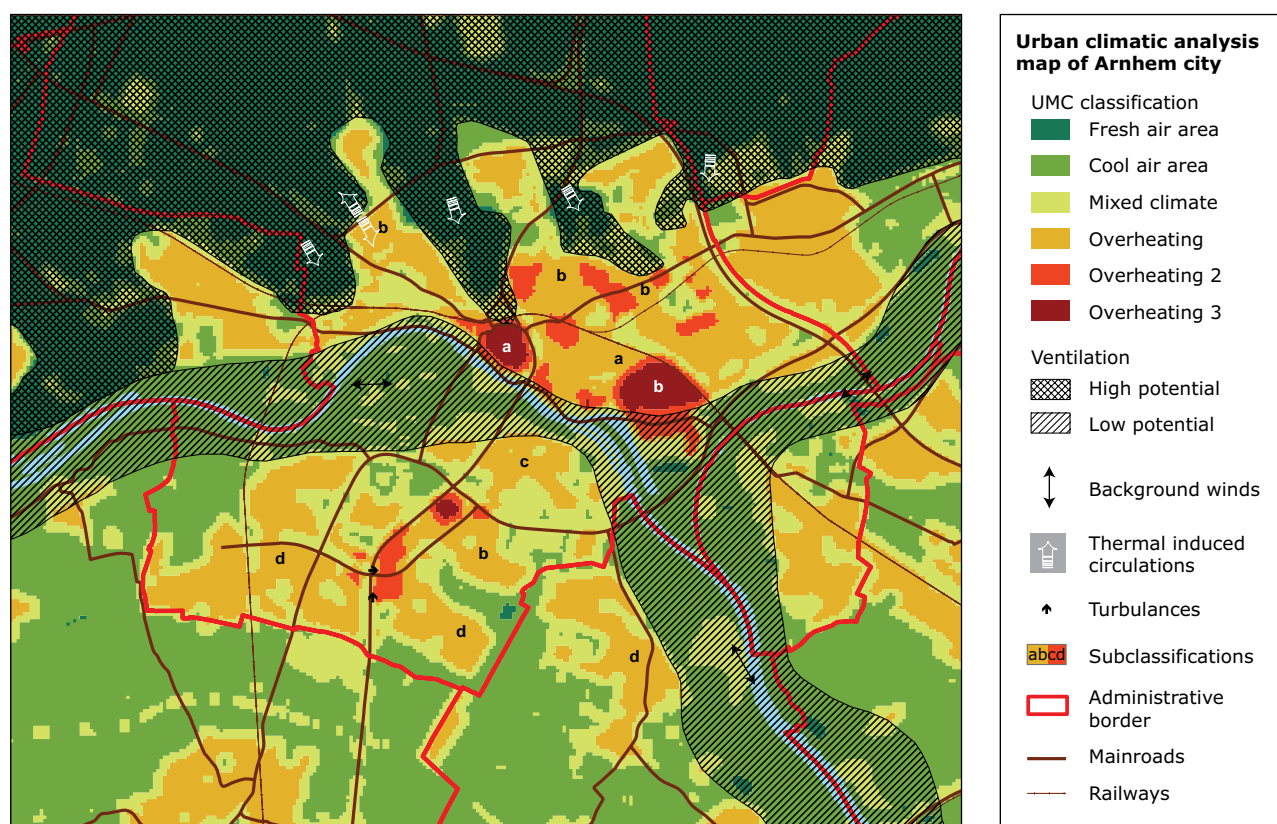 b
b
b
a
a
b
c
b
d
d
d
Urban climatic analysis
map of Arnhem city
UMC classification
Fresh air area
Cool air area
Mixed climate
Overheating
Overheating 2
Overheating 3
Ventilation
High potential
Low potential
Background winds
Thermal induced
circulations
Turbulances
abcd Subclassifications
Administrative
border
Mainroads
Railways